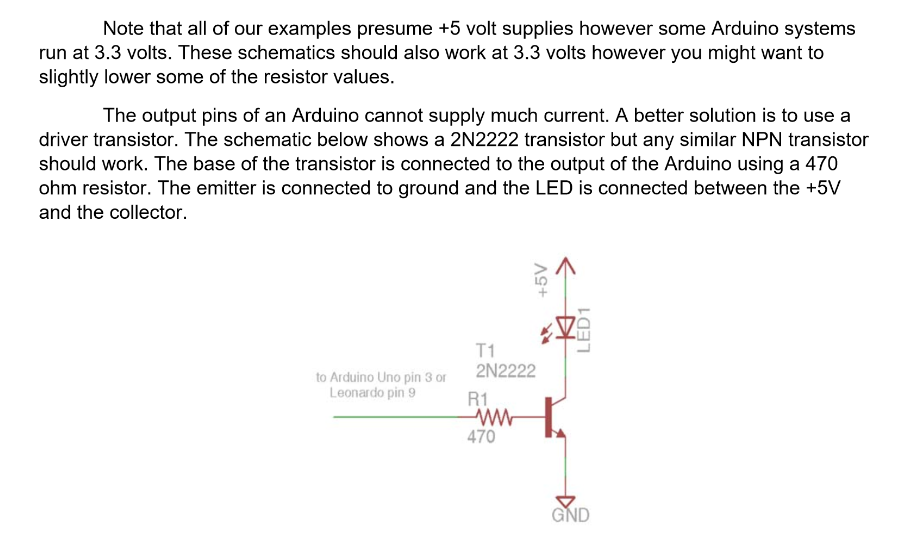 Note that all of our examples presume +5 volt supplies however some Arduino systems
run at 3.3 volts. These schematics should also work at 3.3 volts however you might want to
slightly lower some of the resistor values.
The output pins of an Arduino cannot supply much current. A better solution is to use a
driver transistor. The schematic below shows a 2N2222 transistor but any similar NPN transistor
should work. The base of the transistor is connected to the output of the Arduino using a 470
ohm resistor. The emitter is connected to ground and the LED is connected between the +5V
and the collector.
+5V
LED1
T1
2N2222
to Arduino Uno pin 3 or
Leonardo pin 9
R1
470
GND